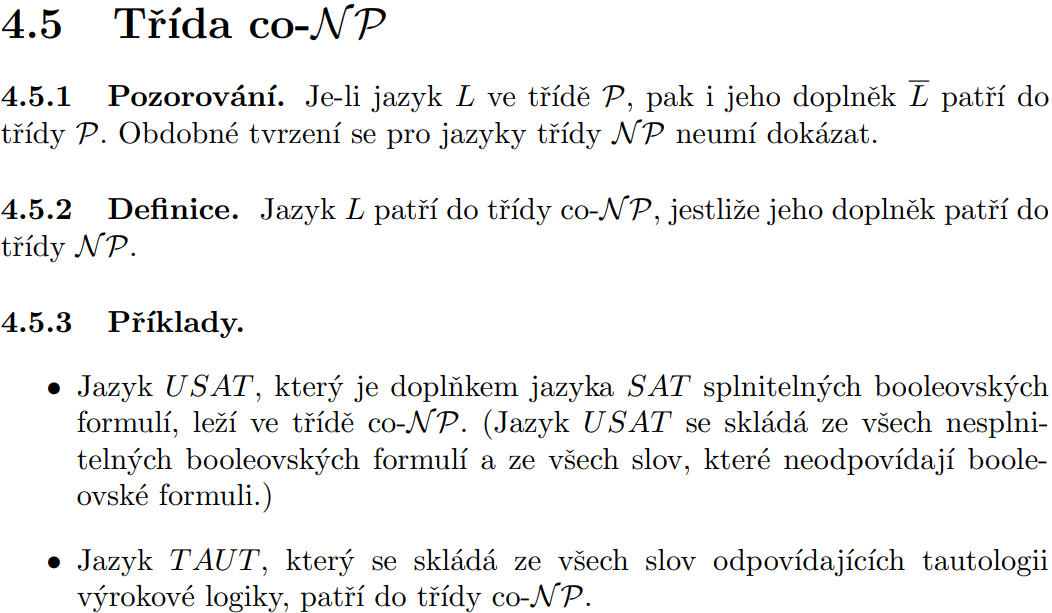 4.5 Třída co-𝒩𝒫
4.5.1 Pozorování. Je-li jazyk L ve třídě 𝒫, pak i jeho doplněk L̅ patří do
třídy 𝒫. Obdobné tvrzení se pro jazyky třídy 𝒩𝒫 neumí dokázat.
4.5.2 Definice. Jazyk L patří do třídy co-𝒩𝒫, jestliže jeho doplněk patří do
třídy 𝒩𝒫.
4.5.3 Příklady.
• Jazyk USAT, který je doplňkem jazyka SAT splnitelných booleovských
formulí, leží ve třídě co-𝒩𝒫. (Jazyk USAT se skládá ze všech nesplni-
telných booleovských formulí a ze všech slov, které neodpovídají boole-
ovské formuli.)
• Jazyk TAUT, který se skládá ze všech slov odpovídajících tautologii
výrokové logiky, patří do třídy co-𝒩𝒫.